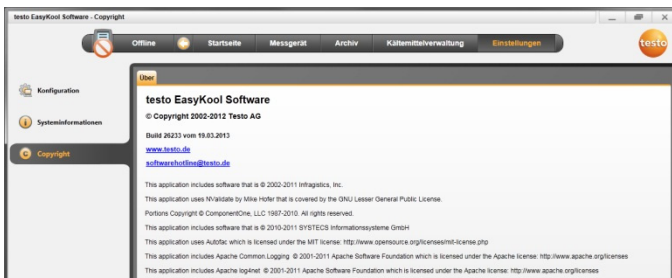 testo EasyKool Software - Copyright
Offline Startseite Messgerät Archiv Kältemittelverwaltung Einstellungen testo
Über
Konfiguration
Systeminformationen
Copyright
testo EasyKool Software
© Copyright 2002-2012 Testo AG
Build 26233 vom 19.03.2013
www.testo.de
softwarehotline@testo.de
This application includes software that is © 2002-2011 Infragistics, Inc.
This application uses NValidate by Mike Hofer that is covered by the GNU Lesser General Public License.
Portions Copyright © ComponentOne, LLC 1987-2010. All rights reserved.
This application includes software that is © 2010-2011 SYSTECS Informationssysteme GmbH
This application uses Autofac which is licensed under the MIT license: http://www.opensource.org/licenses/mit-license.php
This application includes Apache Common.Logging © 2001-2011 Apache Software Foundation which is licensed under the Apache license: http://www.apache.org/licenses
This application includes Apache log4net © 2001-2011 Apache Software Foundation which is licensed under the Apache license: http://www.apache.org/licenses